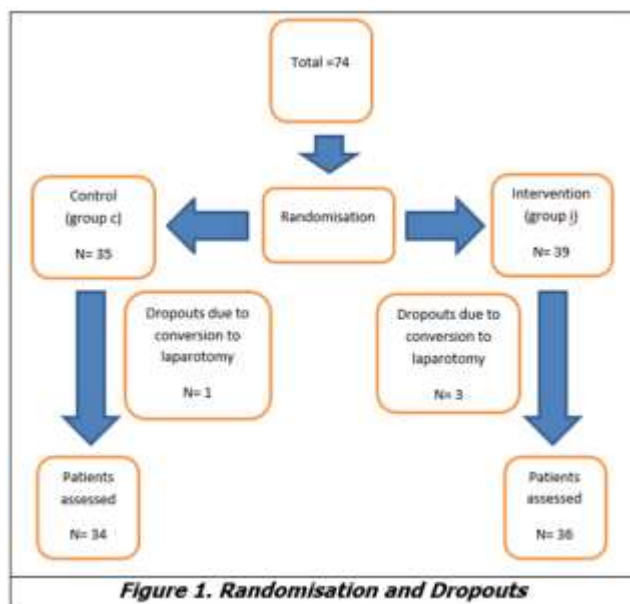 Total =74
Control
(group c)
N= 35
Randomisation
Intervention
(group i)
N= 39
Dropouts due to
conversion to
laparotomy
N= 1
Dropouts due to
conversion to
laparotomy
N= 3
Patients
assessed
N= 34
Patients
assessed
N= 36
Figure 1. Randomisation and Dropouts